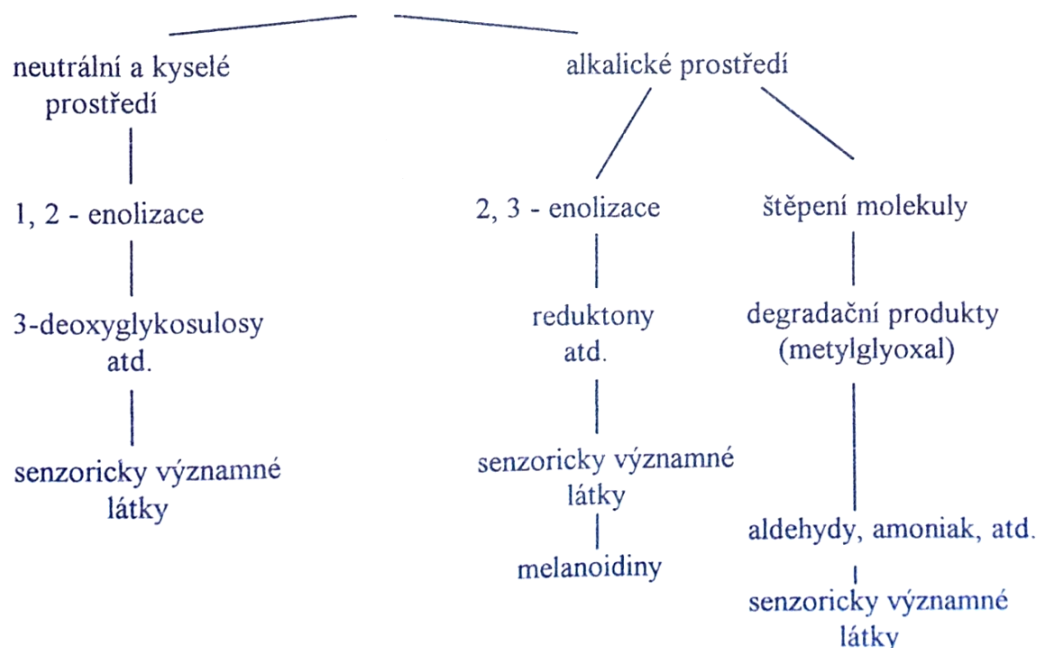 neutrální a kyselé
prostředí
alkalické prostředí
1, 2 - enolizace
2, 3 - enolizace
štěpení molekuly
3-deoxyglykosulosy
atd.
reduktony
atd.
degradační produkty
(metylglyoxal)
senzoricky významné
látky
senzoricky významné
látky
melanoidiny
aldehydy, amoniak, atd.
senzoricky významné
látky